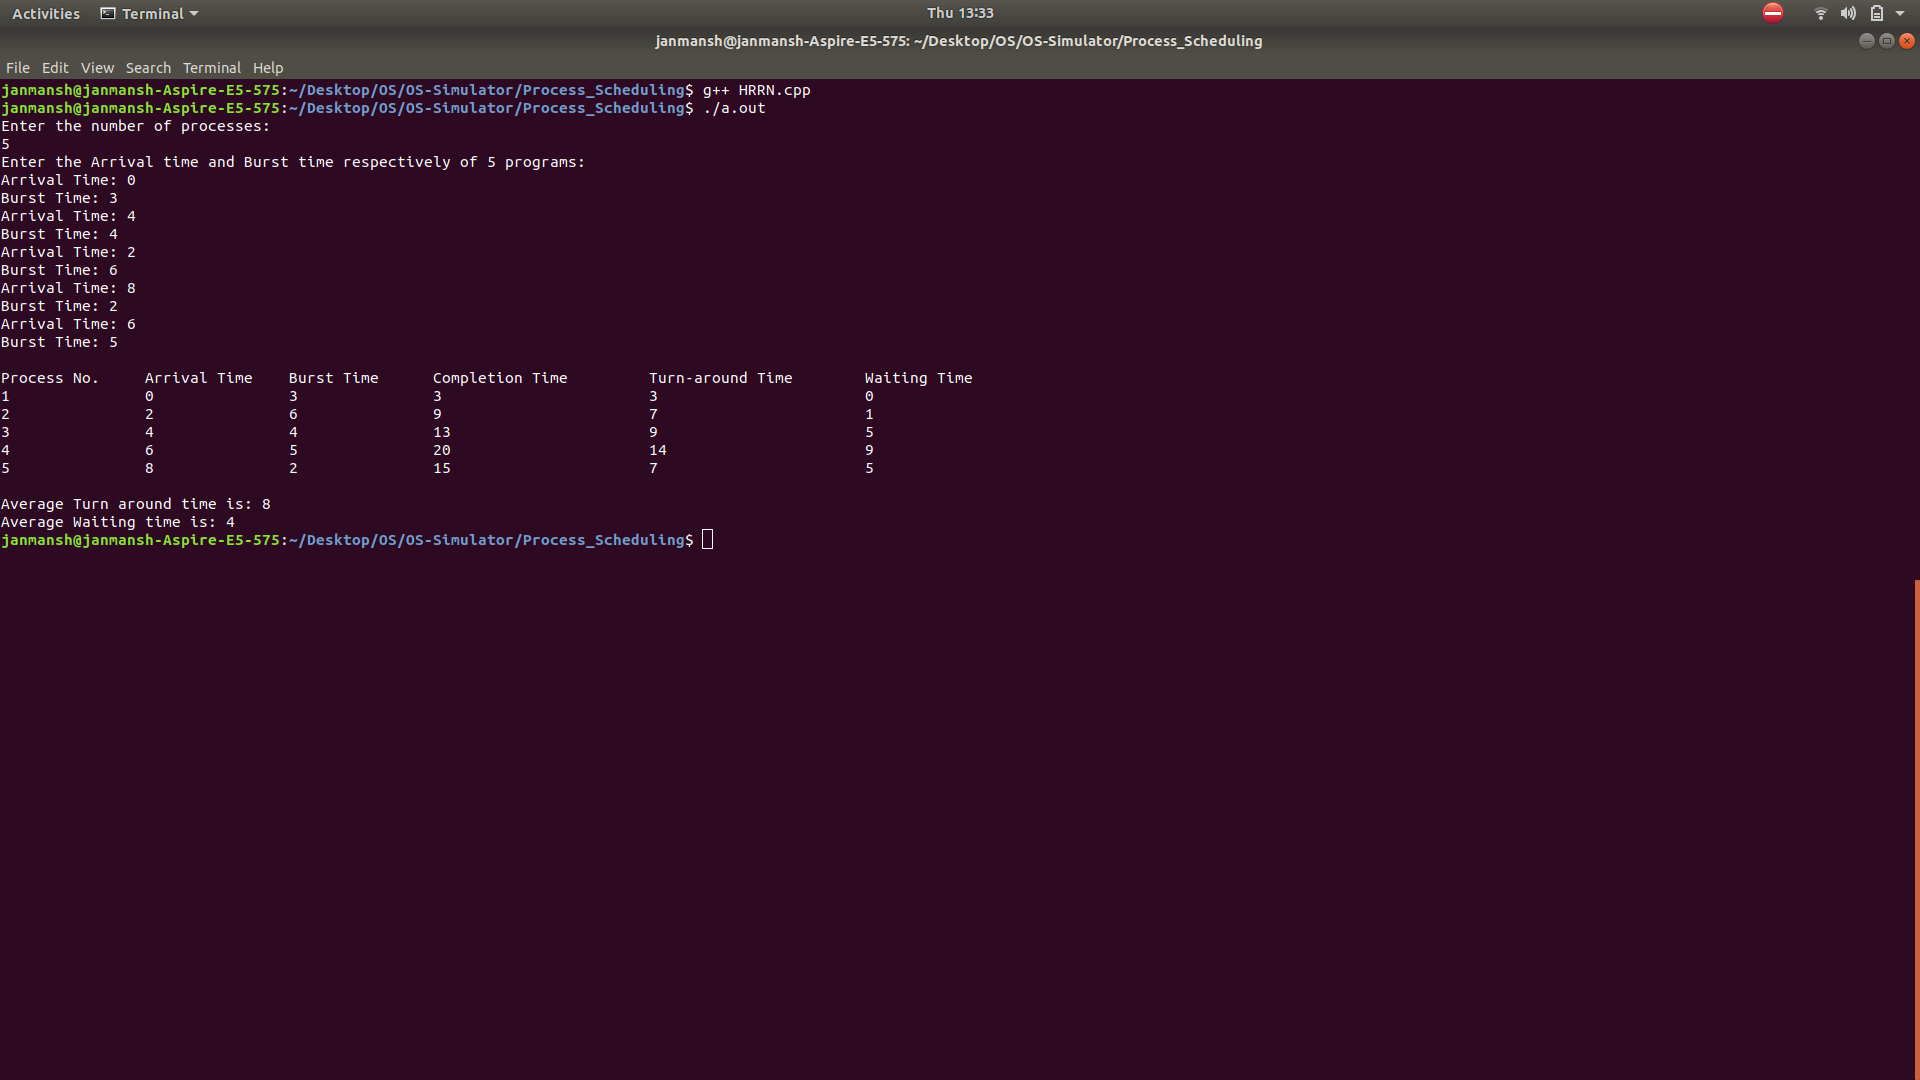 Activities Terminal Thu 13:33
janmansh@janmansh-Aspire-E5-575: ~/Desktop/OS/OS-Simulator/Process_Scheduling
File Edit View Search Terminal Help
janmansh@janmansh-Aspire-E5-575:~/Desktop/OS/OS-Simulator/Process_Scheduling$ g++ HRRN.cpp
janmansh@janmansh-Aspire-E5-575:~/Desktop/OS/OS-Simulator/Process_Scheduling$ ./a.out
Enter the number of processes:
5
Enter the Arrival time and Burst time respectively of 5 programs:
Arrival Time: 0
Burst Time: 3
Arrival Time: 4
Burst Time: 4
Arrival Time: 2
Burst Time: 6
Arrival Time: 8
Burst Time: 2
Arrival Time: 6
Burst Time: 5
Process No. Arrival Time Burst Time Completion Time Turn-around Time Waiting Time
1 0 3 3 3 0
2 2 6 9 7 1
3 4 4 13 9 5
4 6 5 20 14 9
5 8 2 15 7 5
Average Turn around time is: 8
Average Waiting time is: 4
janmansh@janmansh-Aspire-E5-575:~/Desktop/OS/OS-Simulator/Process_Scheduling$